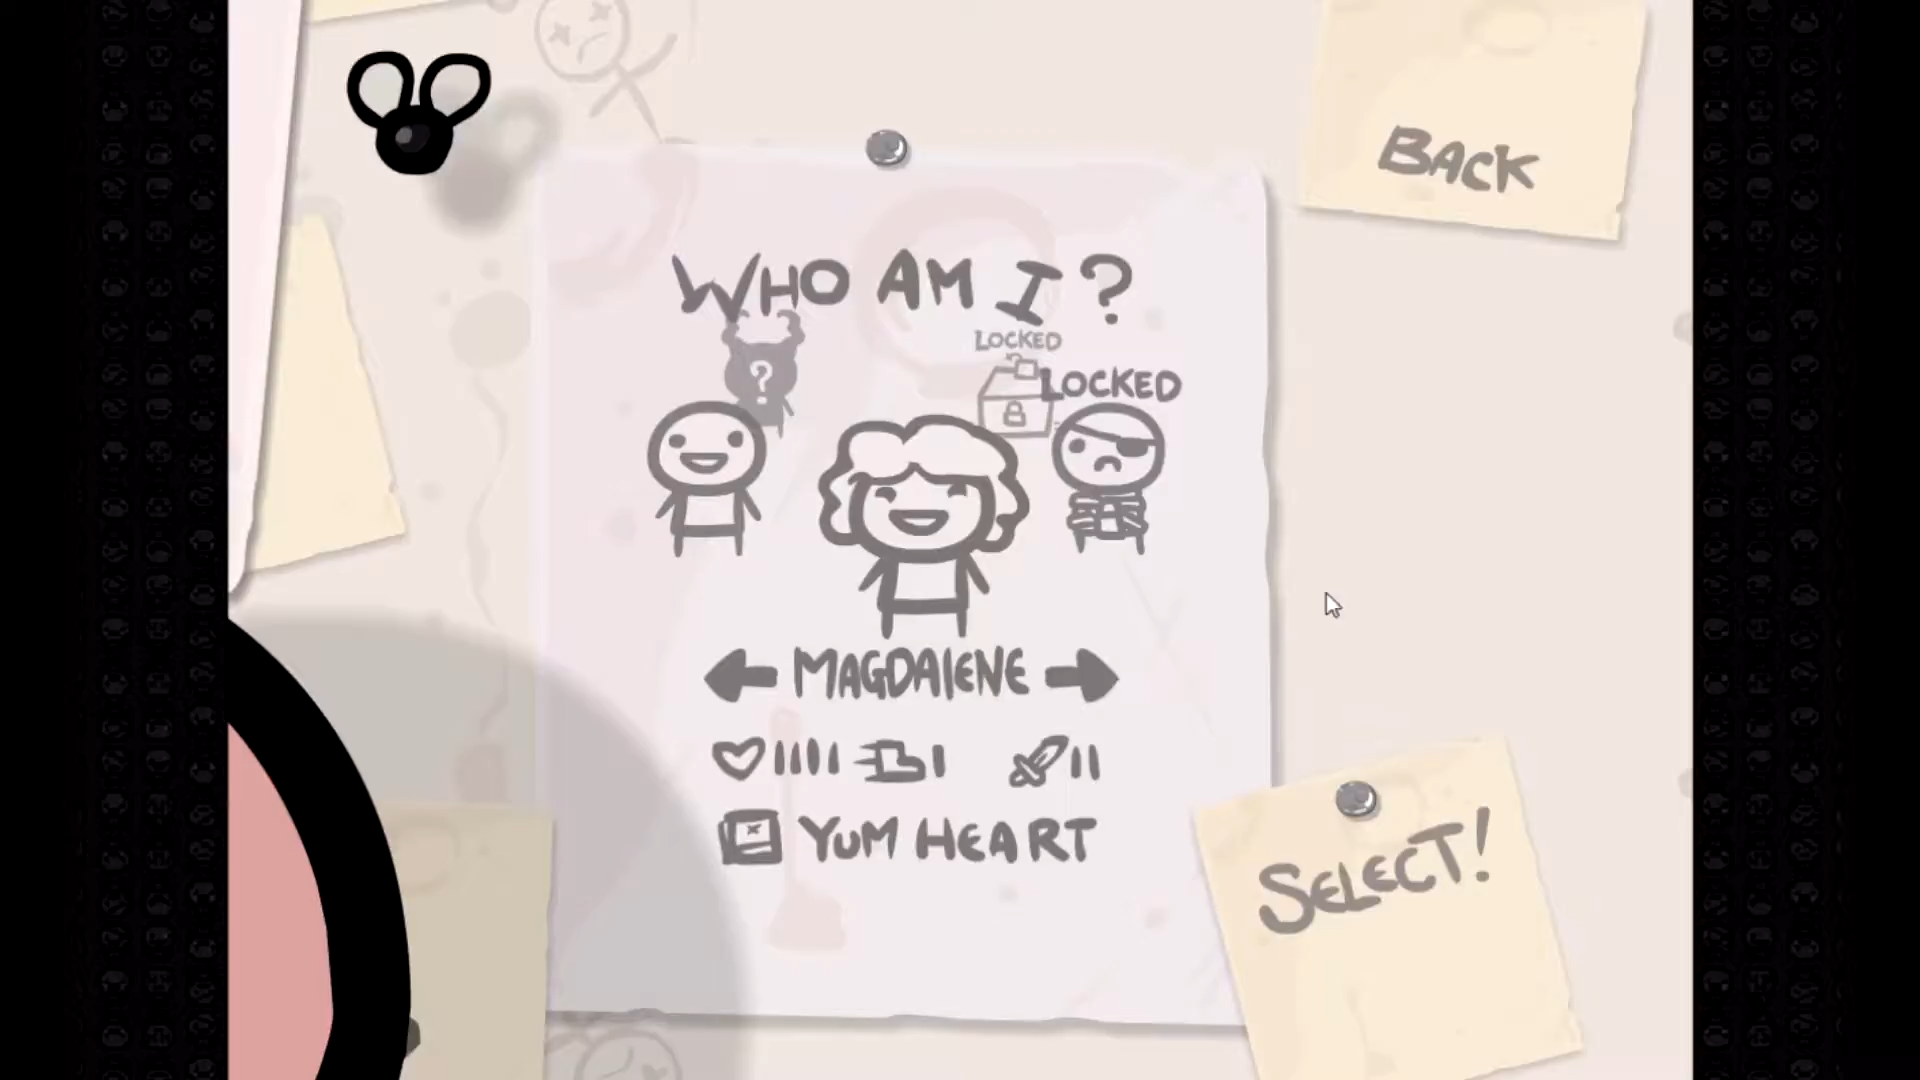 BACK
WHO AM I?
LOCKED
LOCKED
?
MAGDALENE
YUM HEART
SELECT!